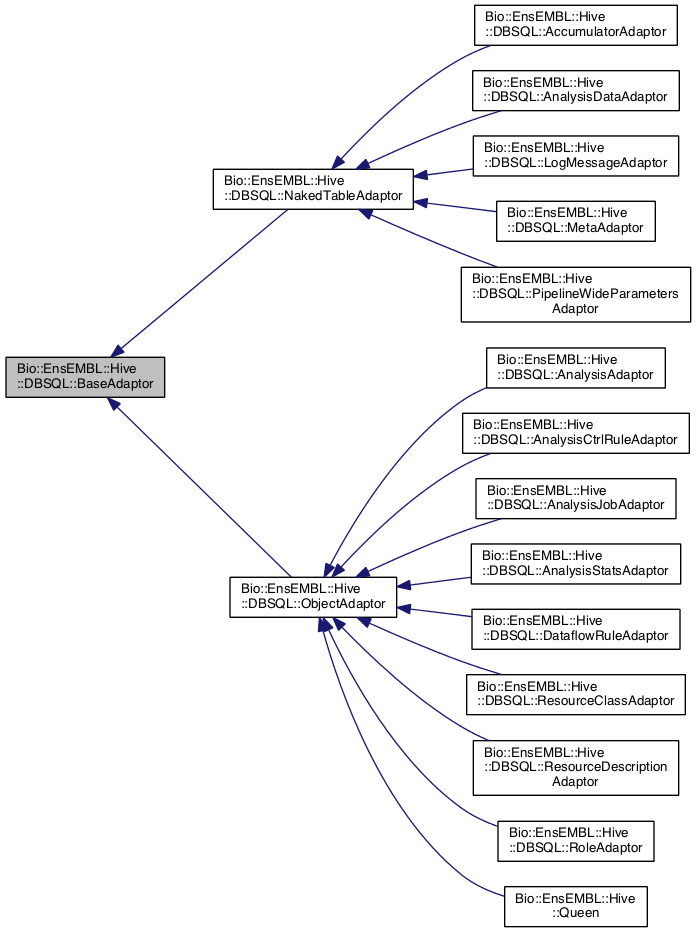 Bio::EnsEMBL::Hive
::DBSQL::AccumulatorAdaptor
Bio::EnsEMBL::Hive
::DBSQL::AnalysisDataAdaptor
Bio::EnsEMBL::Hive
::DBSQL::LogMessageAdaptor
Bio::EnsEMBL::Hive
::DBSQL::NakedTableAdaptor
Bio::EnsEMBL::Hive
::DBSQL::MetaAdaptor
Bio::EnsEMBL::Hive
::DBSQL::PipelineWideParameters
Adaptor
Bio::EnsEMBL::Hive
::DBSQL::BaseAdaptor
Bio::EnsEMBL::Hive
::DBSQL::AnalysisAdaptor
Bio::EnsEMBL::Hive
::DBSQL::AnalysisCtrlRuleAdaptor
Bio::EnsEMBL::Hive
::DBSQL::AnalysisJobAdaptor
Bio::EnsEMBL::Hive
::DBSQL::AnalysisStatsAdaptor
Bio::EnsEMBL::Hive
::DBSQL::ObjectAdaptor
Bio::EnsEMBL::Hive
::DBSQL::DataflowRuleAdaptor
Bio::EnsEMBL::Hive
::DBSQL::ResourceClassAdaptor
Bio::EnsEMBL::Hive
::DBSQL::ResourceDescription
Adaptor
Bio::EnsEMBL::Hive
::DBSQL::RoleAdaptor
Bio::EnsEMBL::Hive
::Queen